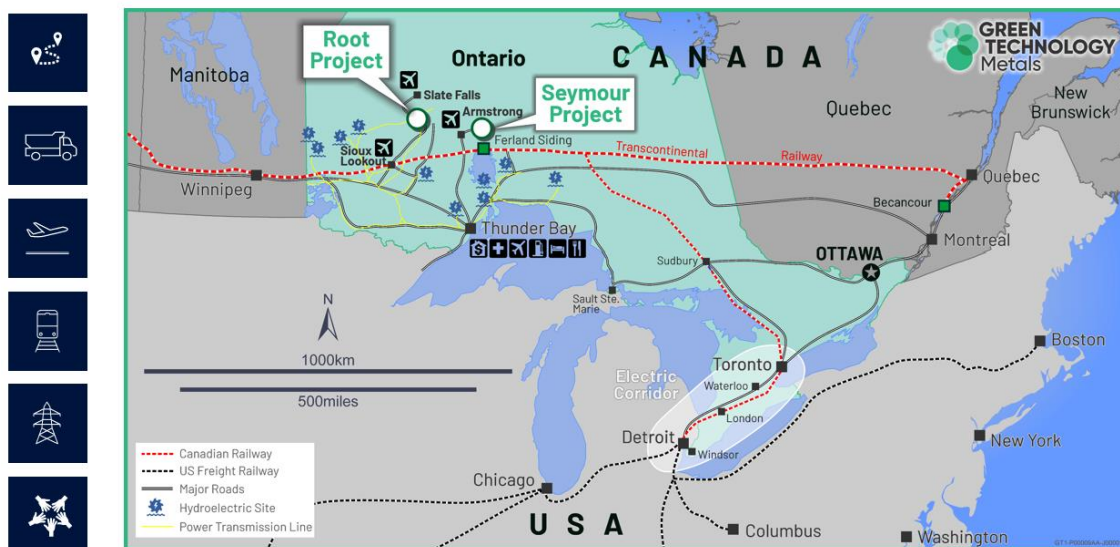 GREEN
TECHNOLOGY
Metals
CANADA
Ontario
Manitoba
Root
Project
Slate Falls
Armstrong
Seymour
Project
Quebec
New
Brunswick
Sioux
Lookout
Ferland Siding
Transcontinental
Railway
Winnipeg
Quebec
Becancour
Thunder Bay
Montreal
OTTAWA
Sudbury
Sault Ste.
Marie
N
1000km
500miles
Boston
Toronto
Electric
Corridor
Waterloo
London
Detroit
Windsor
New York
Chicago
USA
Columbus
Washington
Canadian Railway
US Freight Railway
Major Roads
Hydroelectric Site
Power Transmission Line